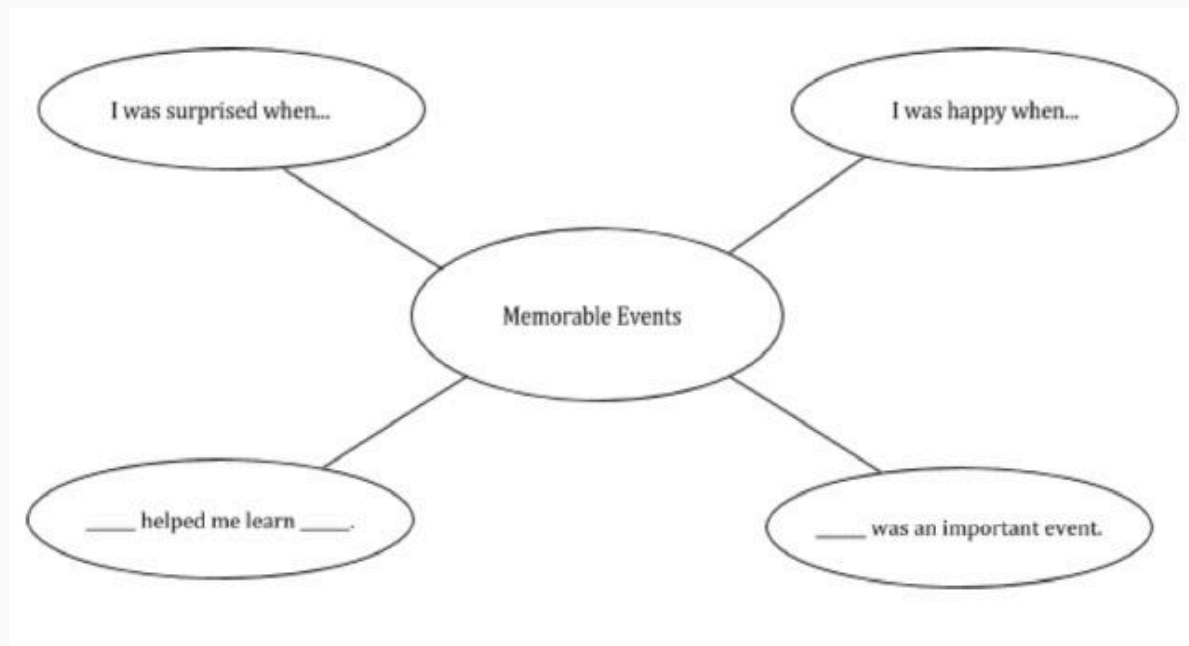 I was surprised when...
I was happy when...
Memorable Events
_____ helped me learn _____.
_____ was an important event.